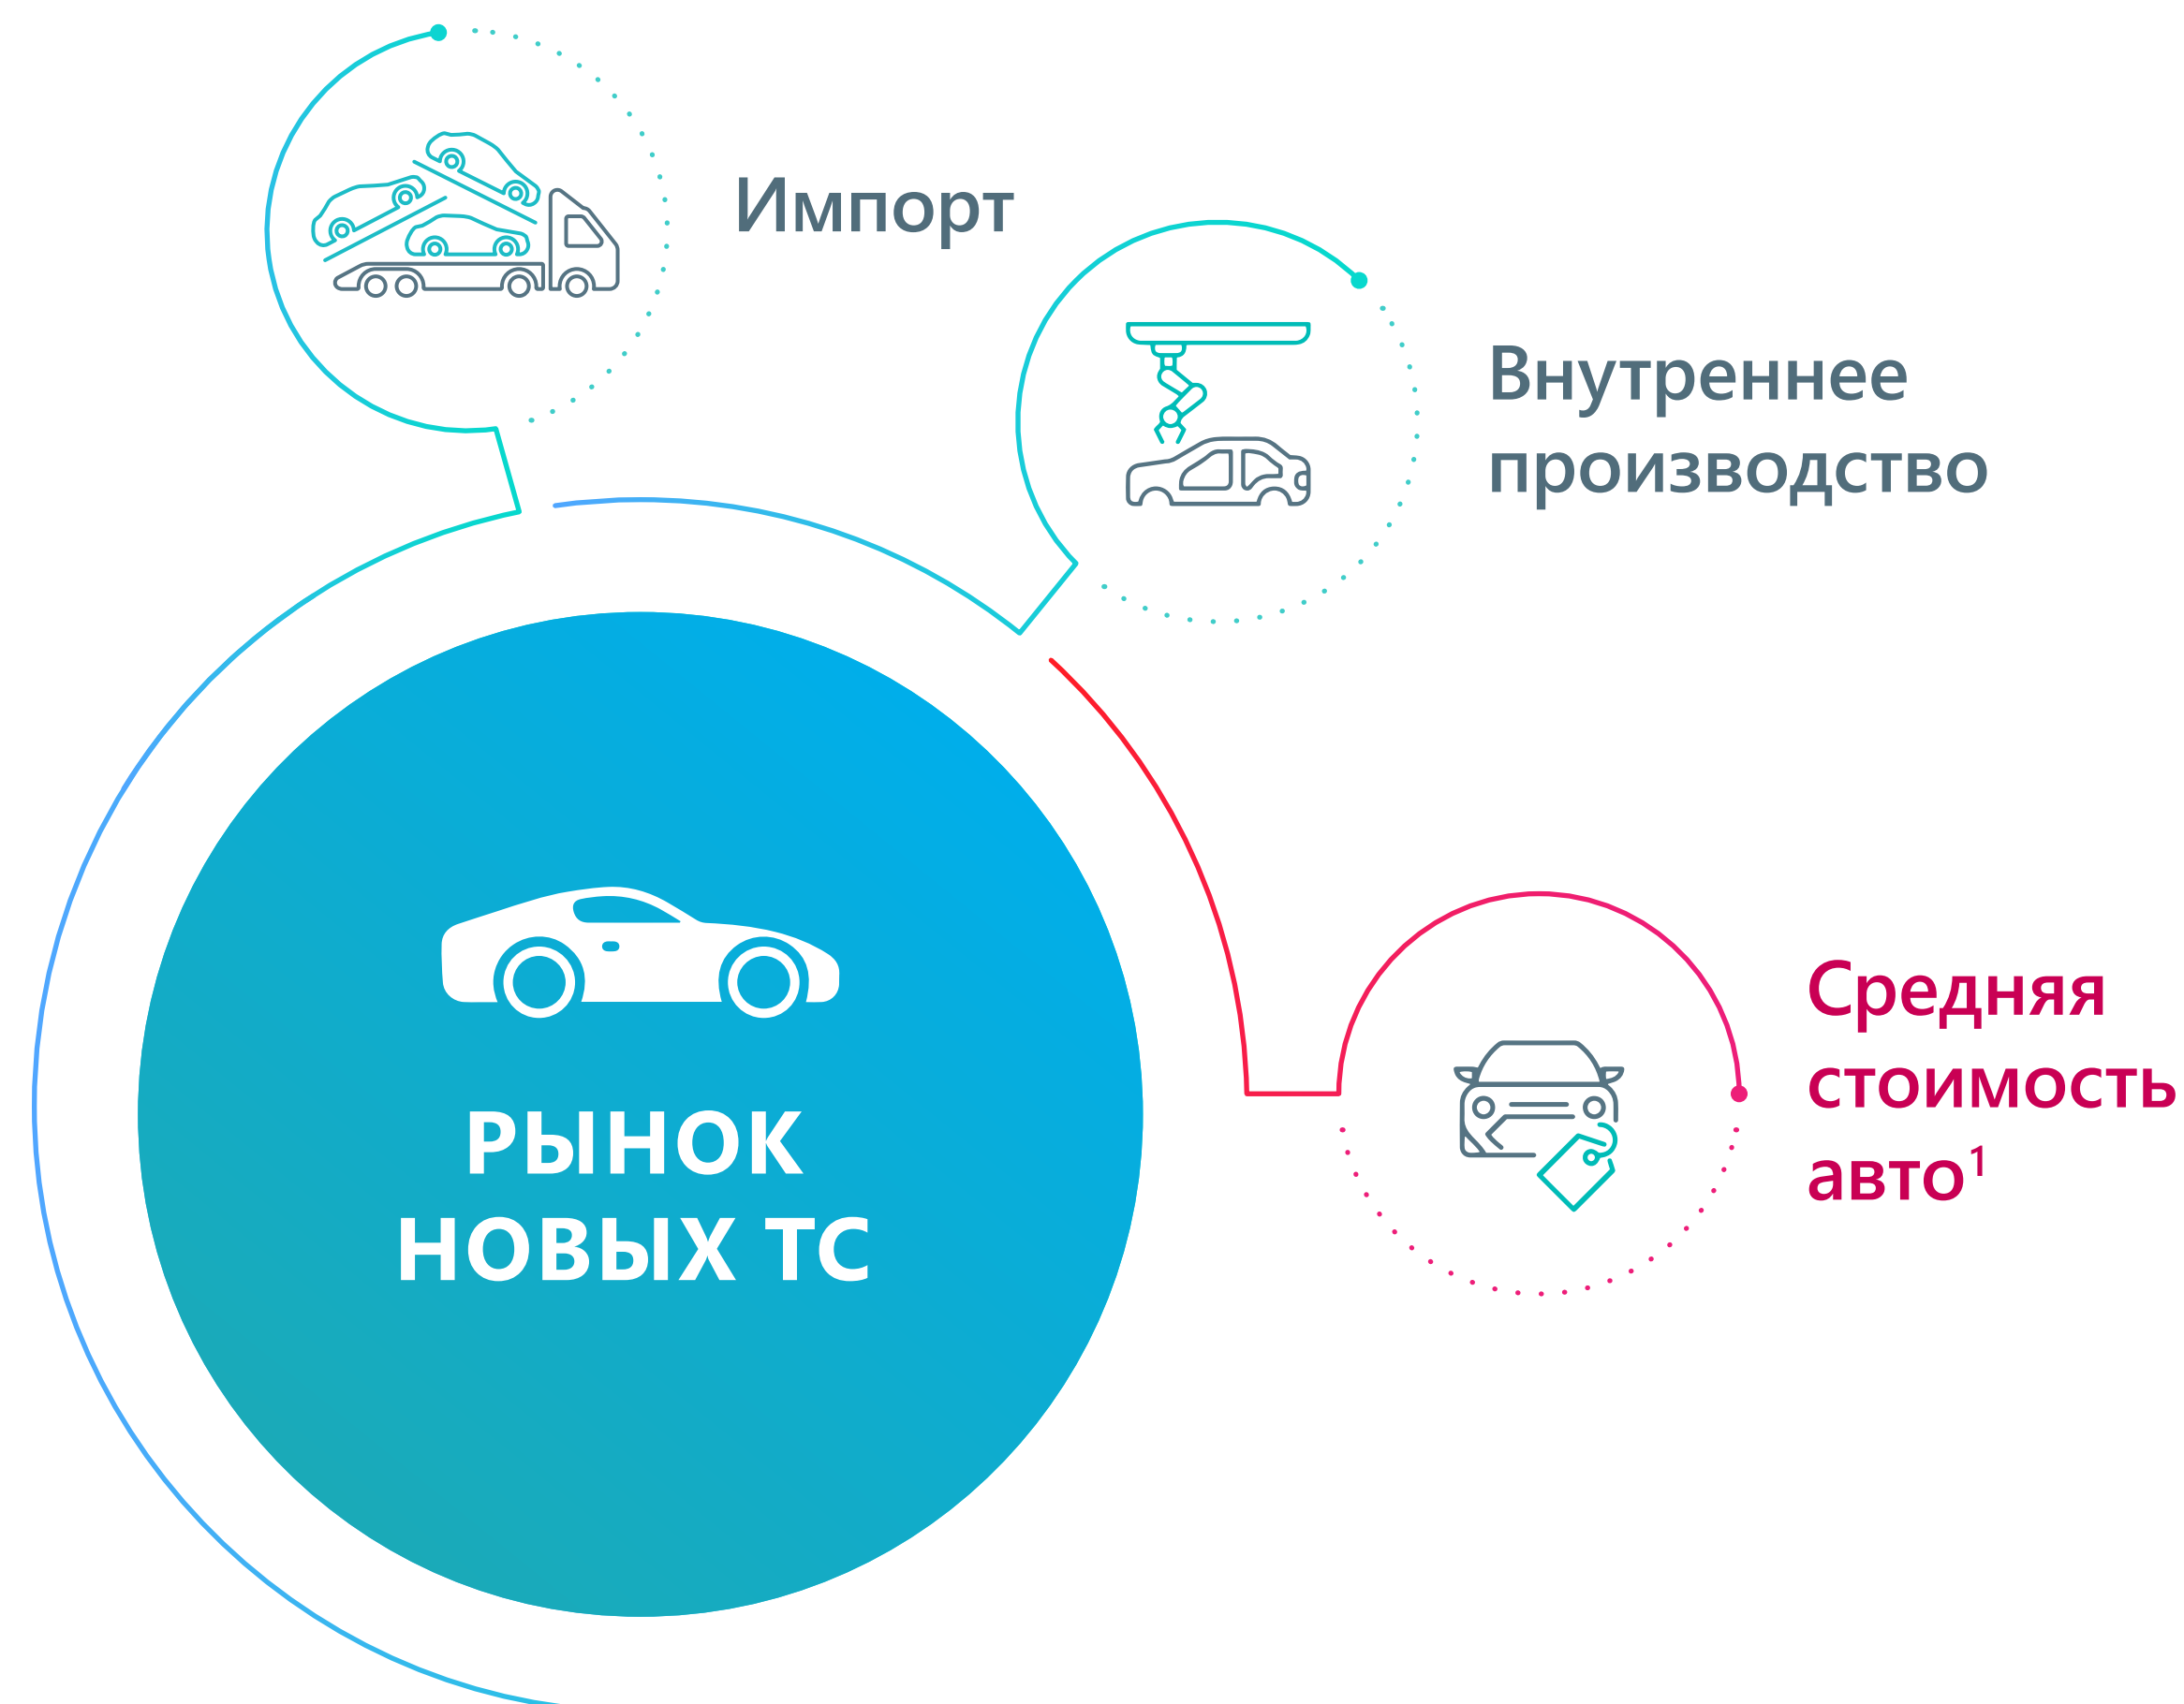 Импорт
Внутреннее
производство
РЫНОК
НОВЫХ ТС
Средняя
стоимость
авто¹